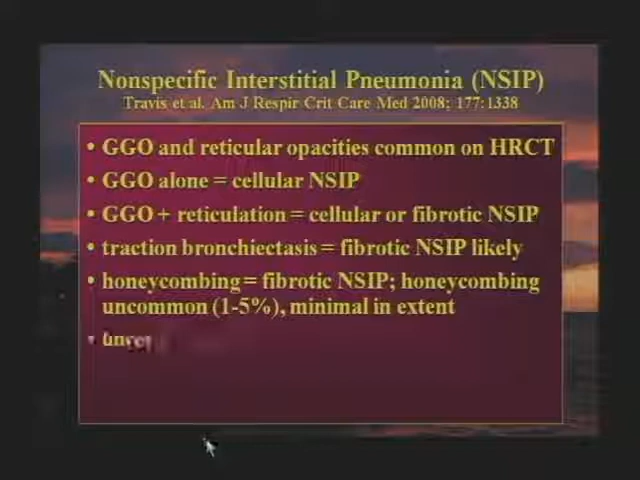 Nonspecific Interstitial Pneumonia (NSIP)
Travis et al. Am J Respir Crit Care Med 2008; 177:1338
• GGO and reticular opacities common on HRCT
• GGO alone = cellular NSIP
• GGO + reticulation = cellular or fibrotic NSIP
• traction bronchiectasis = fibrotic NSIP likely
• honeycombing = fibrotic NSIP; honeycombing
uncommon (1-5%), minimal in extent